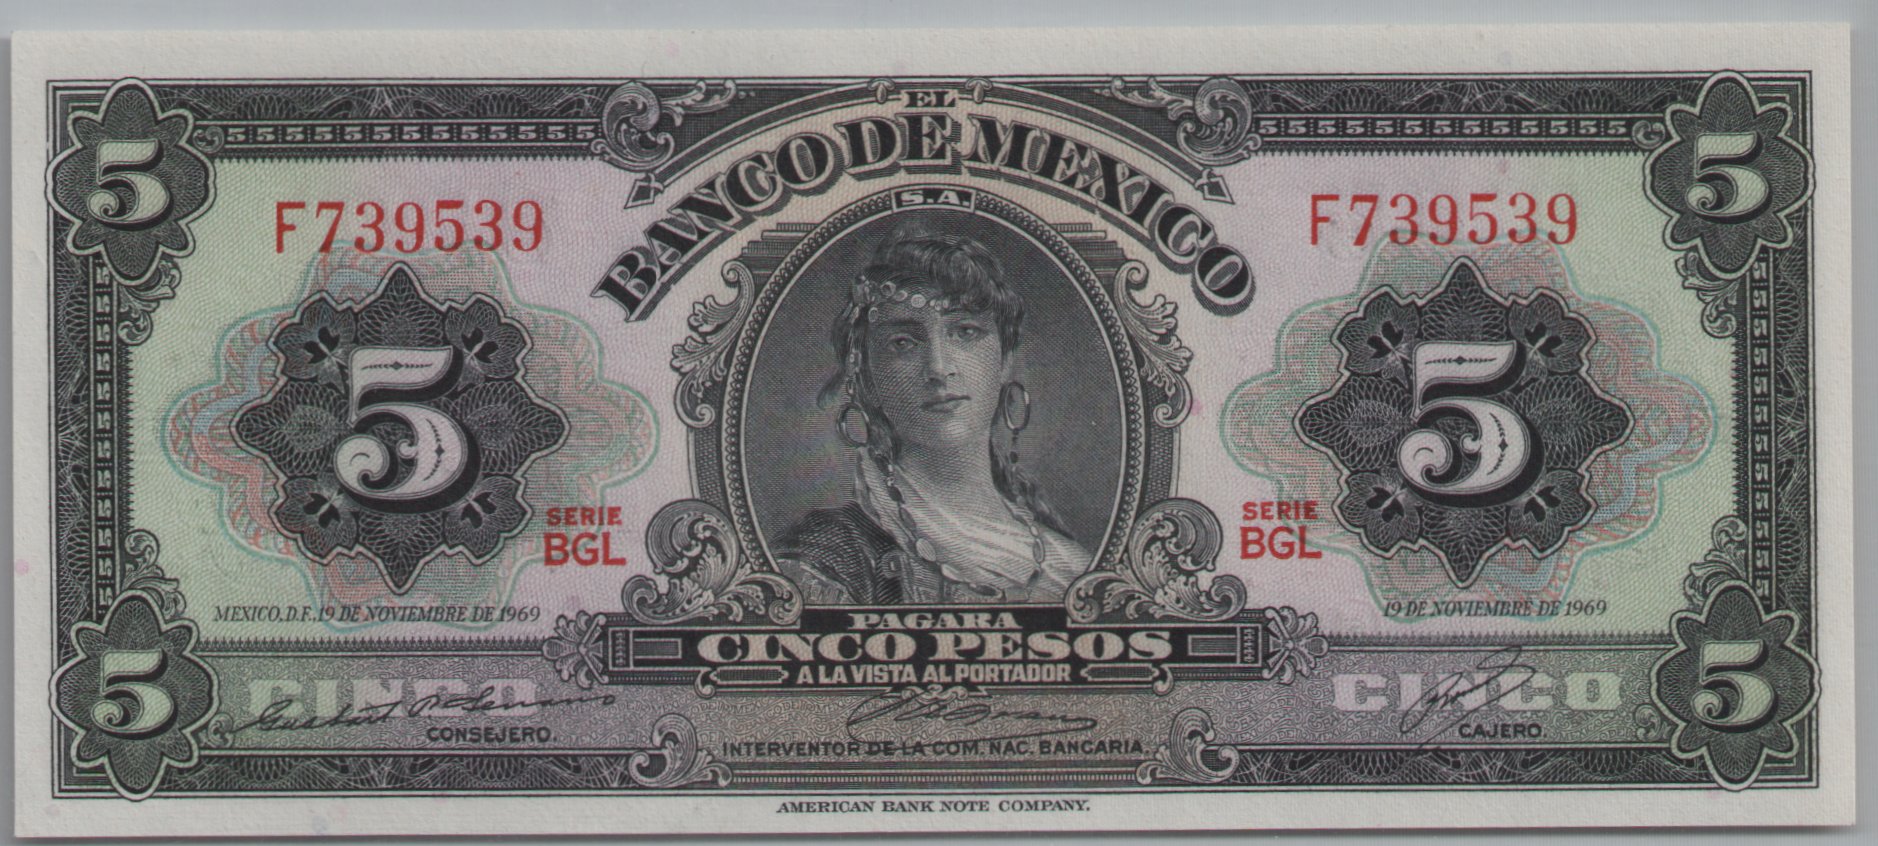 5
5
EL
BANCO DE MEXICO
S.A.
F739539
F739539
5
5
SERIE
BGL
SERIE
BGL
MEXICO, D.F., 19 DE NOVIEMBRE DE 1969
19 DE NOVIEMBRE DE 1969
PAGARA
CINCO PESOS
A LA VISTA AL PORTADOR
5
CINCO
CINCO
5
CONSEJERO.
INTERVENTOR DE LA COM. NAC. BANCARIA.
CAJERO.
AMERICAN BANK NOTE COMPANY.